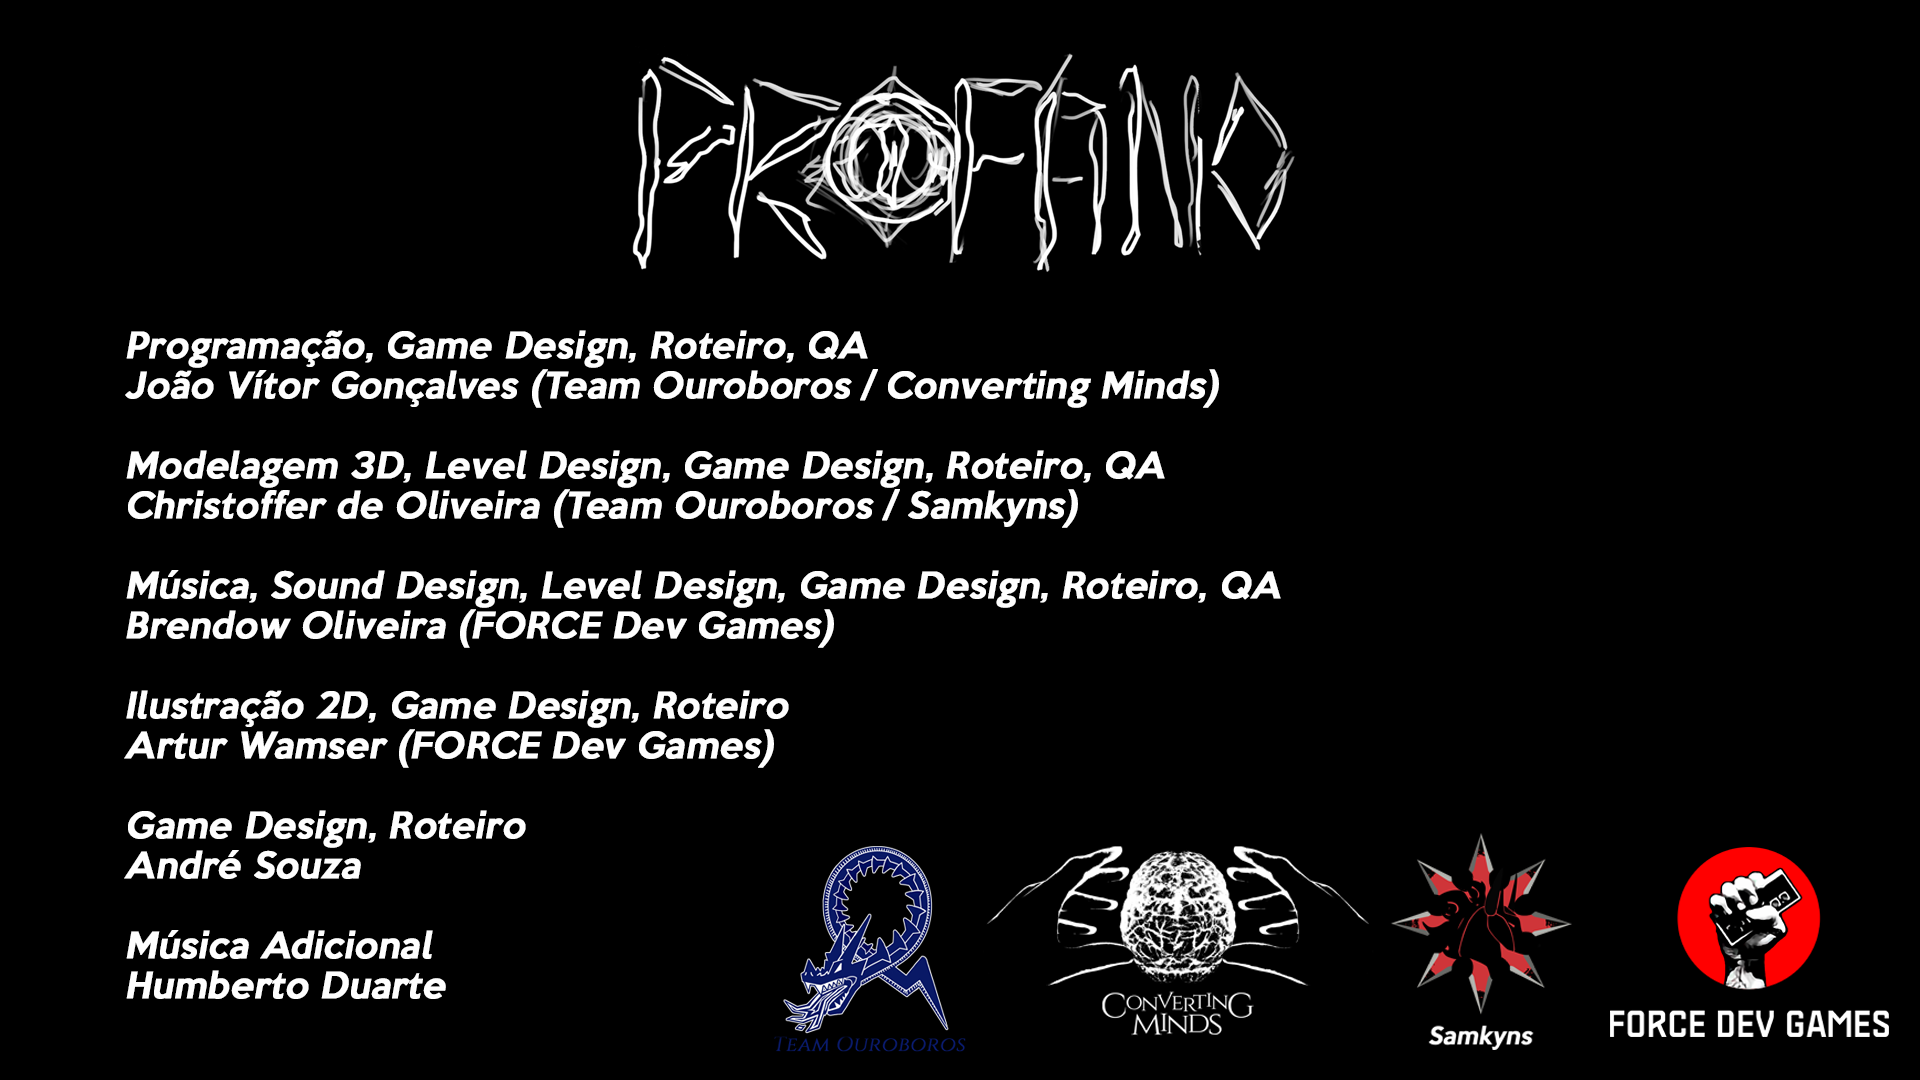 PROFANO
Programação, Game Design, Roteiro, QA
João Vítor Gonçalves (Team Ouroboros / Converting Minds)
Modelagem 3D, Level Design, Game Design, Roteiro, QA
Christoffer de Oliveira (Team Ouroboros / Samkyns)
Música, Sound Design, Level Design, Game Design, Roteiro, QA
Brendow Oliveira (FORCE Dev Games)
Ilustração 2D, Game Design, Roteiro
Artur Wamser (FORCE Dev Games)
Game Design, Roteiro
André Souza
Música Adicional
Humberto Duarte
TEAM OUROBOROS
CONVERTING
MINDS
Samkyns
FORCE DEV GAMES